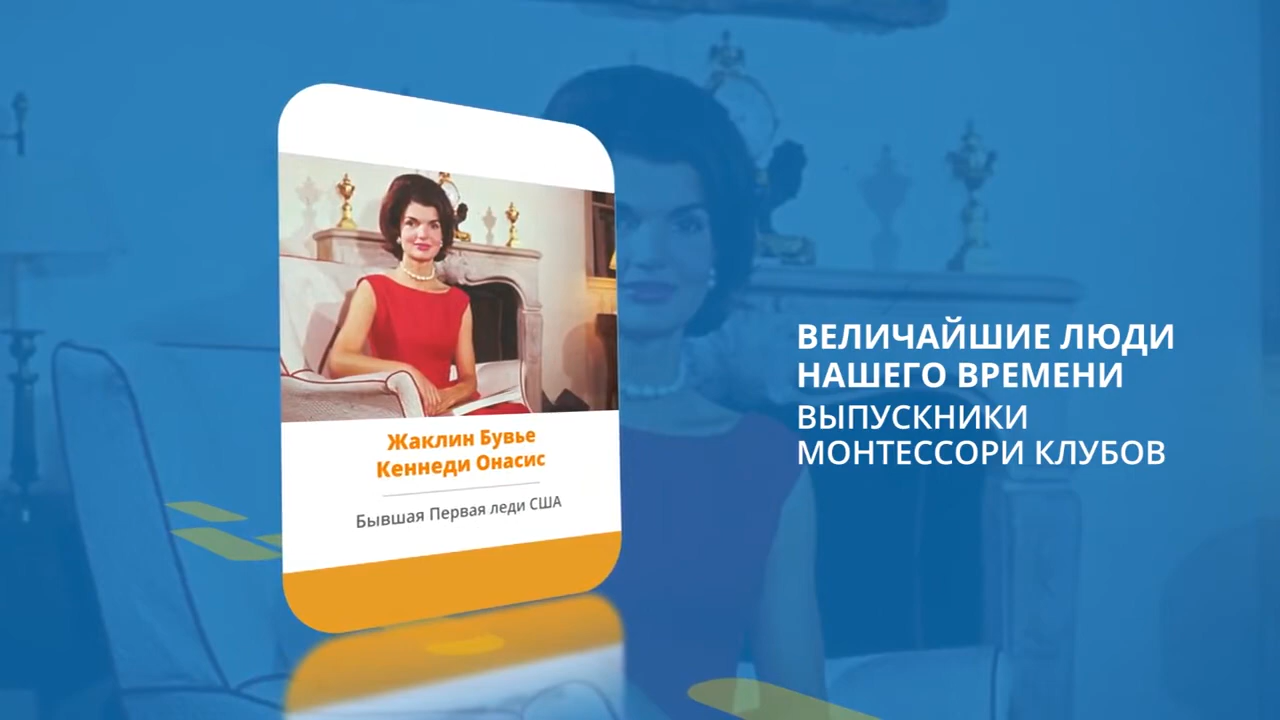 Жаклин Бувье
Кеннеди Онасис
Бывшая Первая леди США
ВЕЛИЧАЙШИЕ ЛЮДИ
НАШЕГО ВРЕМЕНИ
ВЫПУСКНИКИ
МОНТЕССОРИ КЛУБОВ